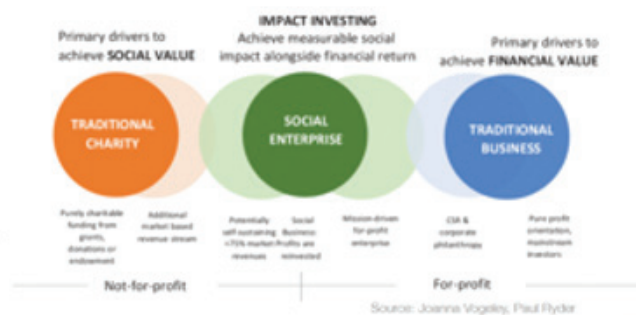 IMPACT INVESTING
Primary drivers to
achieve SOCIAL VALUE
Achieve measurable social
impact alongside financial return
Primary drivers to
achieve FINANCIAL VALUE
TRADITIONAL
CHARITY
SOCIAL
ENTERPRISE
TRADITIONAL
BUSINESS
Purely charitable
funding from
grants,
donations or
endowment
Additional
market based
revenue stream
Potentially
self-sustaining
>75% market
revenues
Social
Business:
Profits are
reinvested
Mission-driven
for-profit
enterprise
CSR &
corporate
philanthropy
Pure profit
orientation,
mainstream
investors
Not-for-profit
For-profit
Source: Joanna Vogeley, Paul Ryder